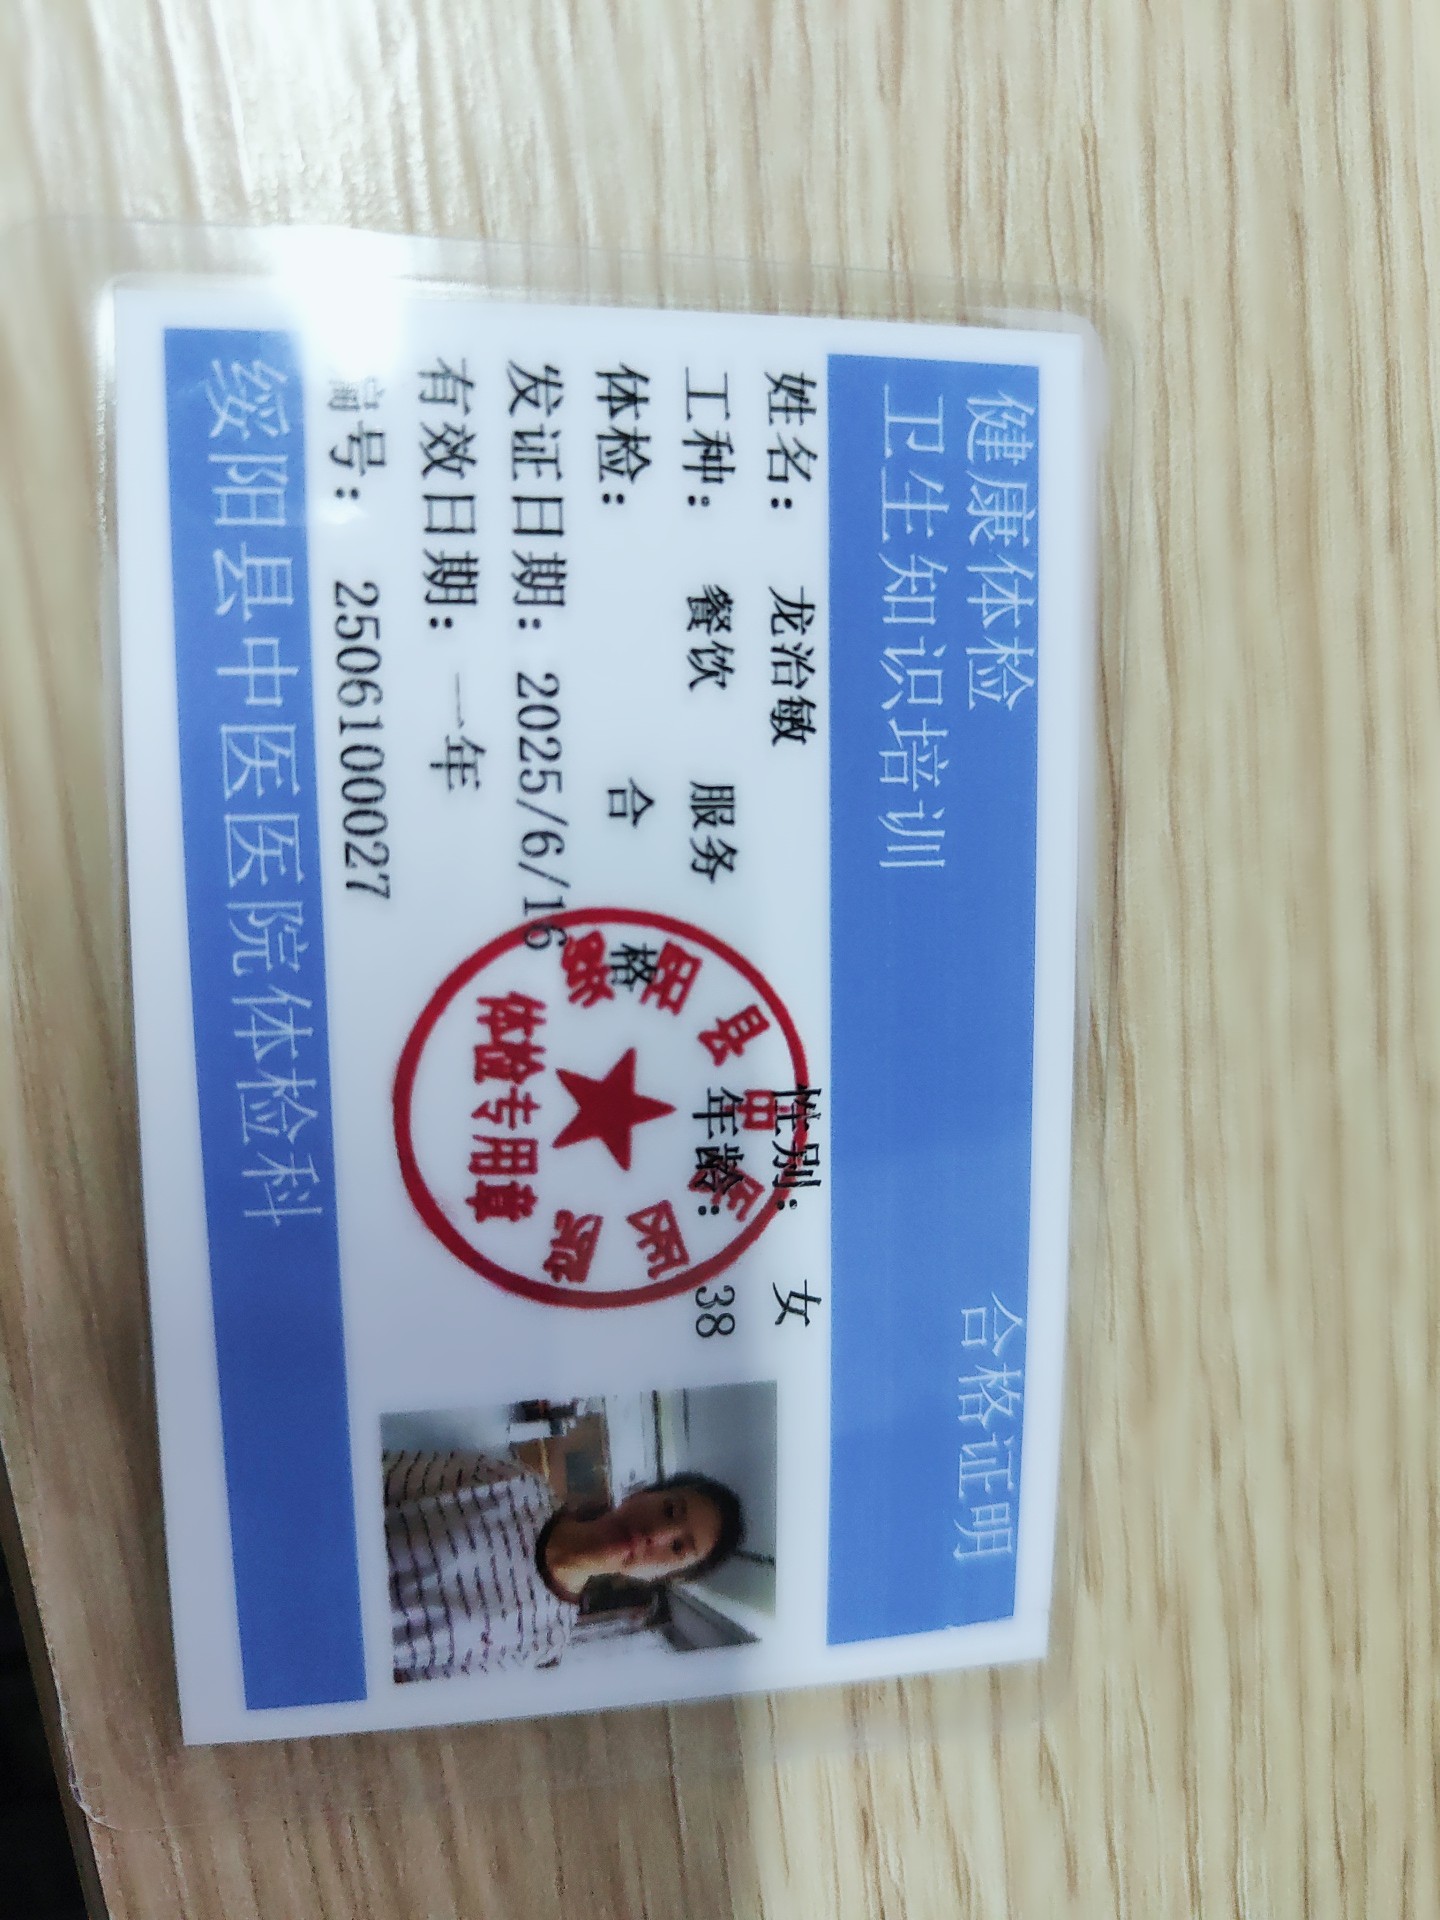 健康体检 合格证明
卫生知识培训
姓名： 龙治敏 性别： 女
工种： 餐饮 服务 年龄： 38
体检： 合 格
发证日期： 2025/6/16
有效日期： 一年
编号： 25061000027
绥阳县中医医院体检科
绥阳县中医医院
体检专用章